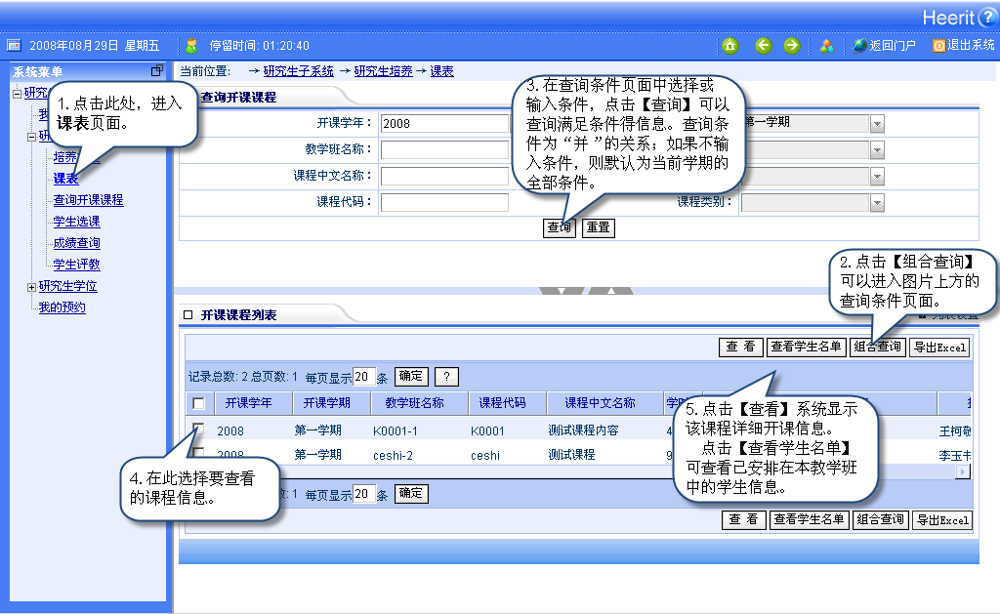 Heerit ?
2008年08月29日 星期五 停留时间: 01:20:40 返回门户 退出系统
系统菜单
研究
培养
课表
查询开课课程
学生选课
成绩查询
学生评教
研究生学位
我的预约
1.点击此处，进入
课表页面。
当前位置: →研究生子系统 →研究生培养→课表
查询开课课程
开课学年： 2008
第一学期
教学班名称：
课程中文名称：
课程代码：
课程类别：
查询 重置
3.在查询条件页面中选择或
输入条件，点击【查询】可以
查询满足条件得信息。查询条
件为“并”的关系；如果不输
入条件，则默认为当前学期的
全部条件。
2.点击【组合查询】
可以进入图片上方的
查询条件页面。
开课课程列表
查 看 查看学生名单 组合查询 导出Excel
记录总数: 2 总页数: 1 每页显示 20 条 确定 ?
开课学年 开课学期 教学班名称 课程代码 课程中文名称 学时
2008 第一学期 K0001-1 K0001 测试课程内容 4 王柯敏
2008 第一学期 ceshi-2 ceshi 测试课程 9 李玉
: 1 每页显示 20 条 确定
查 看 查看学生名单 组合查询 导出Excel
4.在此选择要查看
的课程信息。
5.点击【查看】系统显示
该课程详细开课信息。
点击【查看学生名单】
可查看已安排在本教学班
中的学生信息。